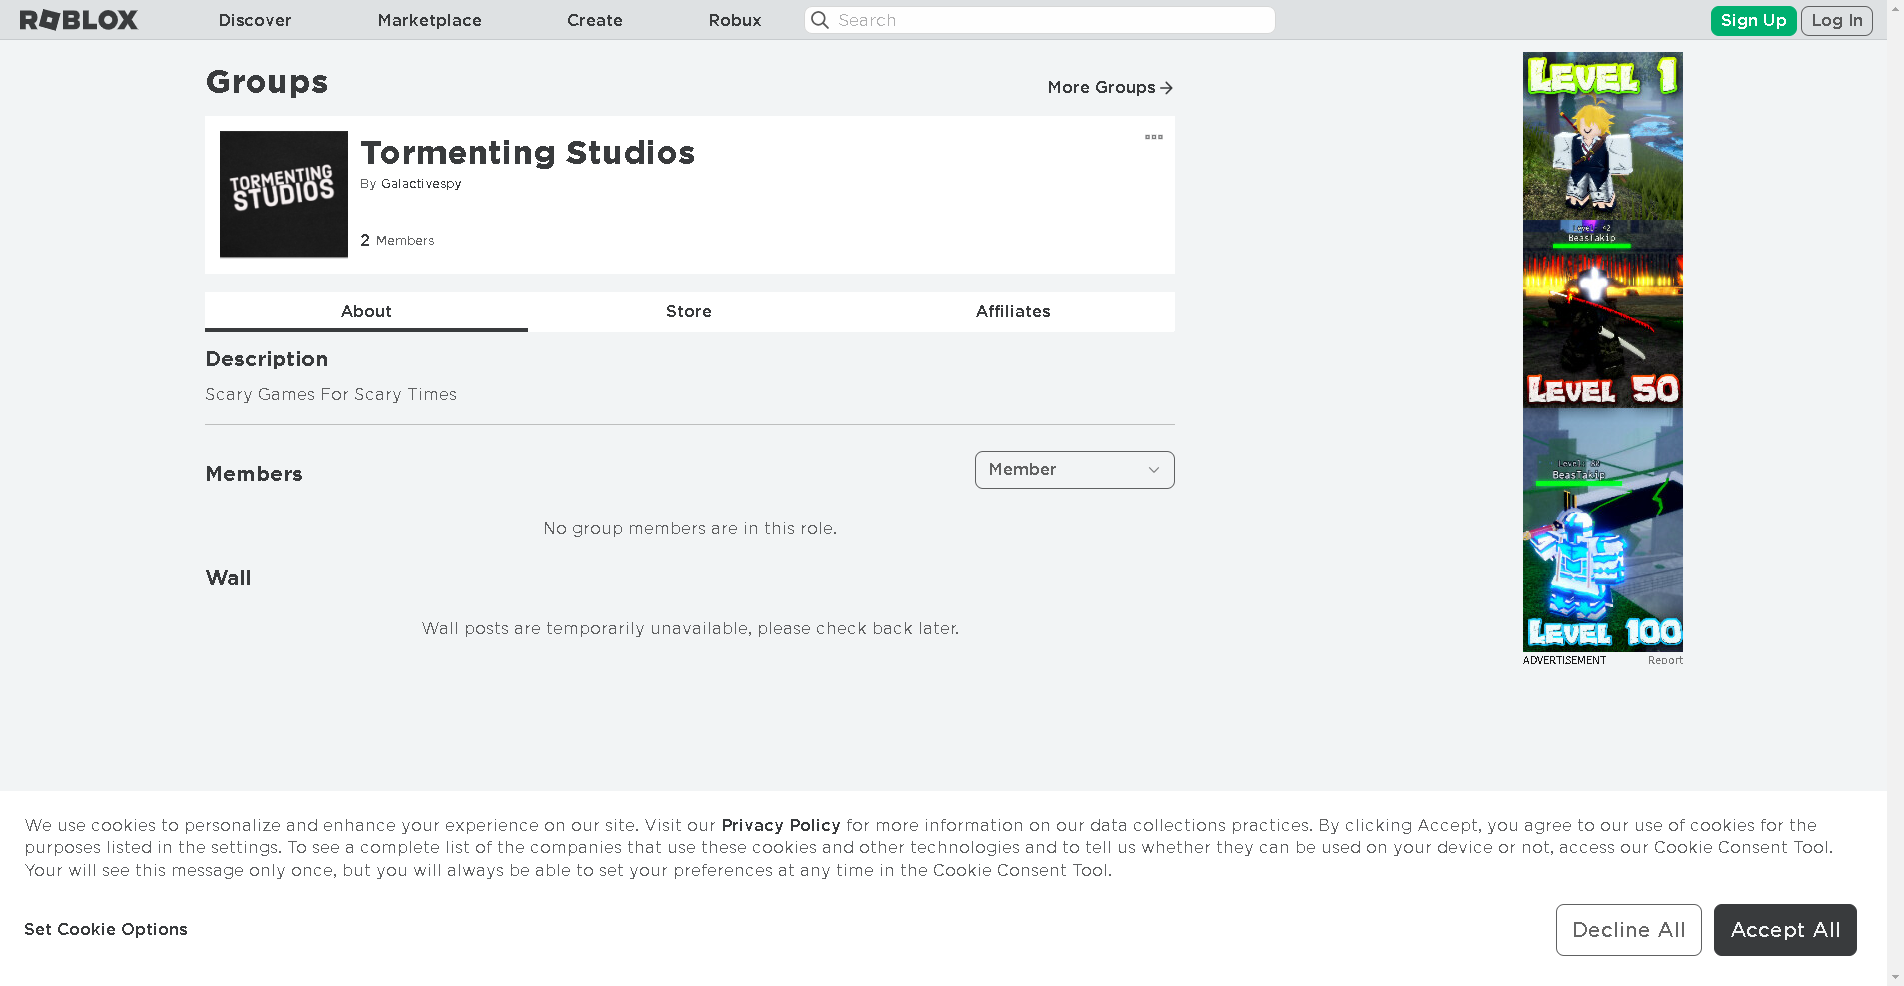 ROBLOX Discover Marketplace Create Robux Search Sign Up Log In
Groups
More Groups
TORMENTING
STUDIOS
Tormenting Studios
By Galactivespy
2 Members
About Store Affiliates
Description
Scary Games For Scary Times
Members
Member
No group members are in this role.
Wall
Wall posts are temporarily unavailable, please check back later.
LEVEL 1
BeasTakip
LEVEL 50
BeasTakip
LEVEL 100
ADVERTISEMENT Report
We use cookies to personalize and enhance your experience on our site. Visit our Privacy Policy for more information on our data collections practices. By clicking Accept, you agree to our use of cookies for the
purposes listed in the settings. To see a complete list of the companies that use these cookies and other technologies and to tell us whether they can be used on your device or not, access our Cookie Consent Tool.
Your will see this message only once, but you will always be able to set your preferences at any time in the Cookie Consent Tool.
Set Cookie Options
Decline All Accept All